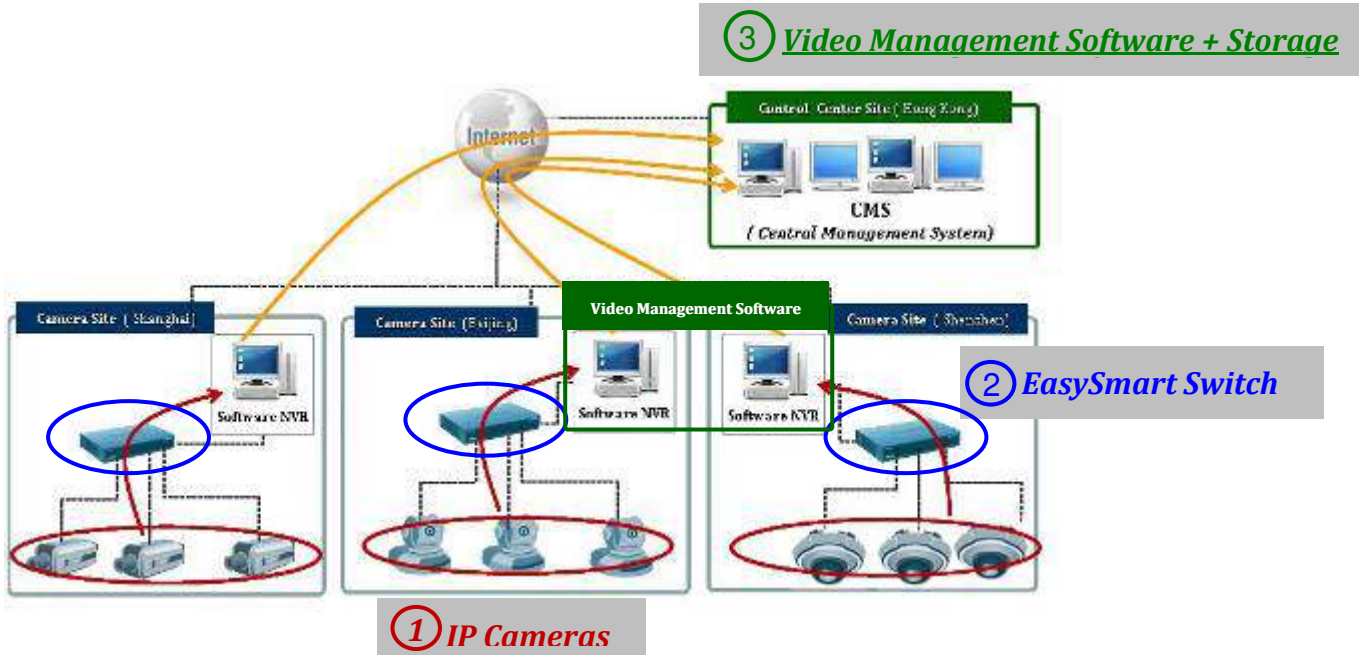 3 Video Management Software + Storage
Control Center Site ( Hong Kong)
Internet
CMS
( Central Management System)
Camera Site ( Shanghai)
Camera Site (Beijing)
Video Management Software
Camera Site ( Shenzhen)
Software NVR
Software NVR
Software NVR
2 EasySmart Switch
1 IP Cameras